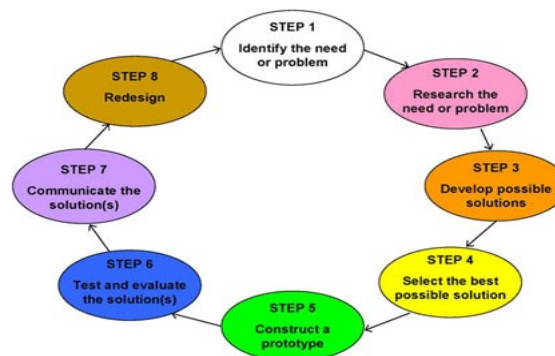 STEP 1
Identify the need
or problem
STEP 2
Research the
need or problem
STEP 3
Develop possible
solutions
STEP 4
Select the best
possible solution
STEP 5
Construct a
prototype
STEP 6
Test and evaluate
the solution(s)
STEP 7
Communicate the
solution(s)
STEP 8
Redesign